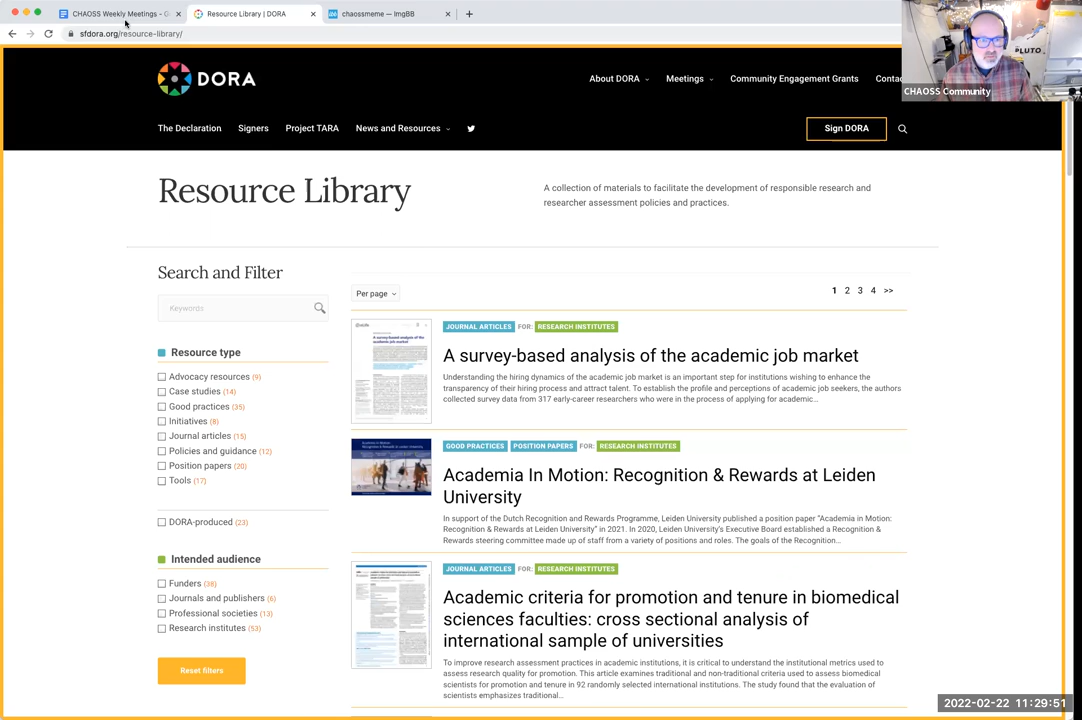 CHAOSS Weekly Meetings - G
Resource Library | DORA
chaossmeme — ImgBB
sfdora.org/resource-library/
PLUTO
CHAOSS Community
DORA
About DORA
Meetings
Community Engagement Grants
Contac
The Declaration
Signers
Project TARA
News and Resources
Sign DORA
Resource Library
A collection of materials to facilitate the development of responsible research and
researcher assessment policies and practices.
Search and Filter
Keywords
Resource type
Advocacy resources (9)
Case studies (14)
Good practices (35)
Initiatives (8)
Journal articles (15)
Policies and guidance (12)
Position papers (20)
Tools (17)
DORA-produced (23)
Intended audience
Funders (38)
Journals and publishers (6)
Professional societies (13)
Research institutes (53)
Reset filters
Per page
1 2 3 4 >>
JOURNAL ARTICLES FOR: RESEARCH INSTITUTES
A survey-based analysis of the academic job market
Understanding the hiring dynamics of the academic job market is an important step for institutions wishing to enhance the
transparency of their hiring process and attract talent. To establish the profile and perceptions of academic job seekers, the authors
collected survey data from 317 early-career researchers who were in the process of applying for academic...
GOOD PRACTICES POSITION PAPERS FOR: RESEARCH INSTITUTES
Academia In Motion: Recognition & Rewards at Leiden
University
In support of the Dutch Recognition and Rewards Programme, Leiden University published a position paper "Academia in Motion:
Recognition & Rewards at Leiden University" in 2021. In 2020, Leiden University's Executive Board established a Recognition &
Rewards steering committee made up of staff from a variety of positions and roles. The goals of the Recognition...
JOURNAL ARTICLES FOR: RESEARCH INSTITUTES
Academic criteria for promotion and tenure in biomedical
sciences faculties: cross sectional analysis of
international sample of universities
To improve research assessment practices in academic institutions, it is critical to understand the institutional metrics used to
assess research quality for promotion. This article examines traditional and non-traditional criteria used to assess biomedical
scientists for promotion and tenure in 92 randomly selected international institutions. The study found that the evaluation of
scientists emphasizes traditional...
2022-02-22 11:29:51